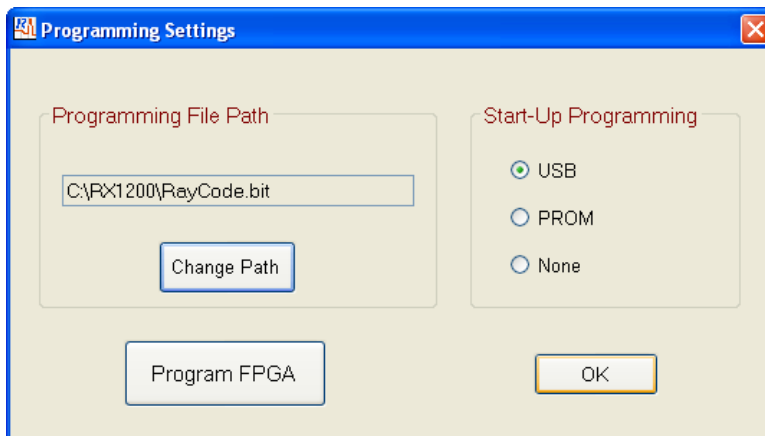 Programming Settings
Programming File Path
C:\RX1200\RayCode.bit
Change Path
Program FPGA
Start-Up Programming
USB
PROM
None
OK